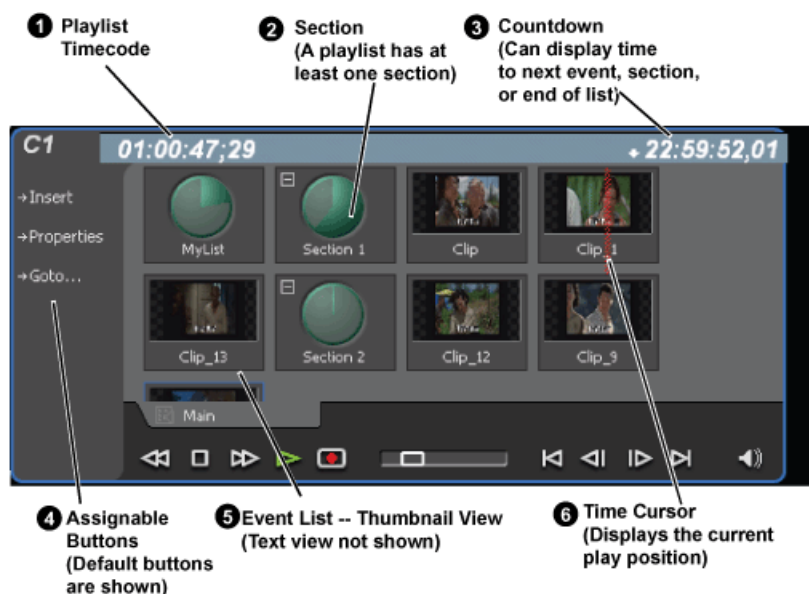 1 Playlist
Timecode
2 Section
(A playlist has at
least one section)
3 Countdown
(Can display time
to next event, section,
or end of list)
C1
01:00:47;29
22:59:52,01
→Insert
→Properties
→Goto...
MyList
Section 1
Clip
Clip_1
Clip_13
Section 2
Clip_12
Clip_9
Main
4 Assignable
Buttons
(Default buttons
are shown)
5 Event List -- Thumbnail View
(Text view not shown)
6 Time Cursor
(Displays the current
play position)